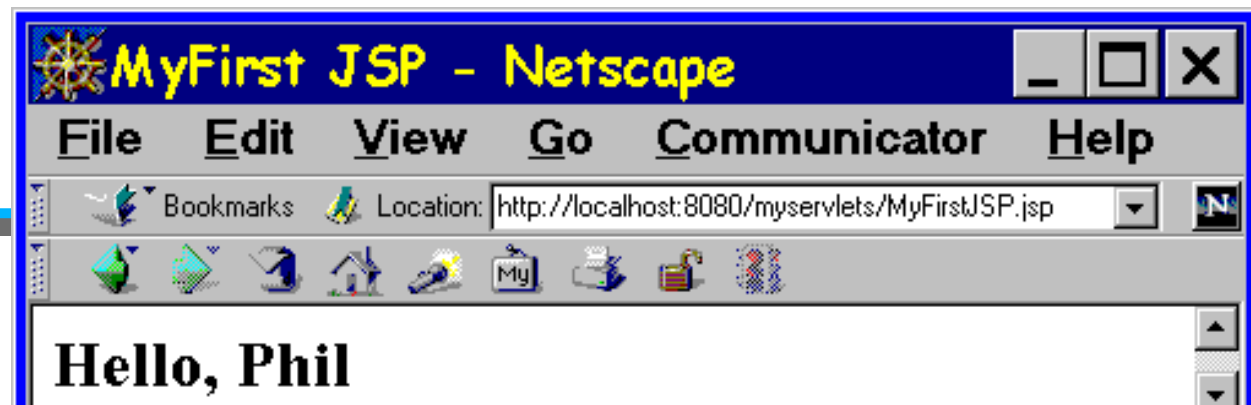 MyFirst JSP - Netscape
File Edit View Go Communicator Help
Bookmarks Location: http://localhost:8080/myservlets/MyFirstJSP.jsp N
My
Hello, Phil